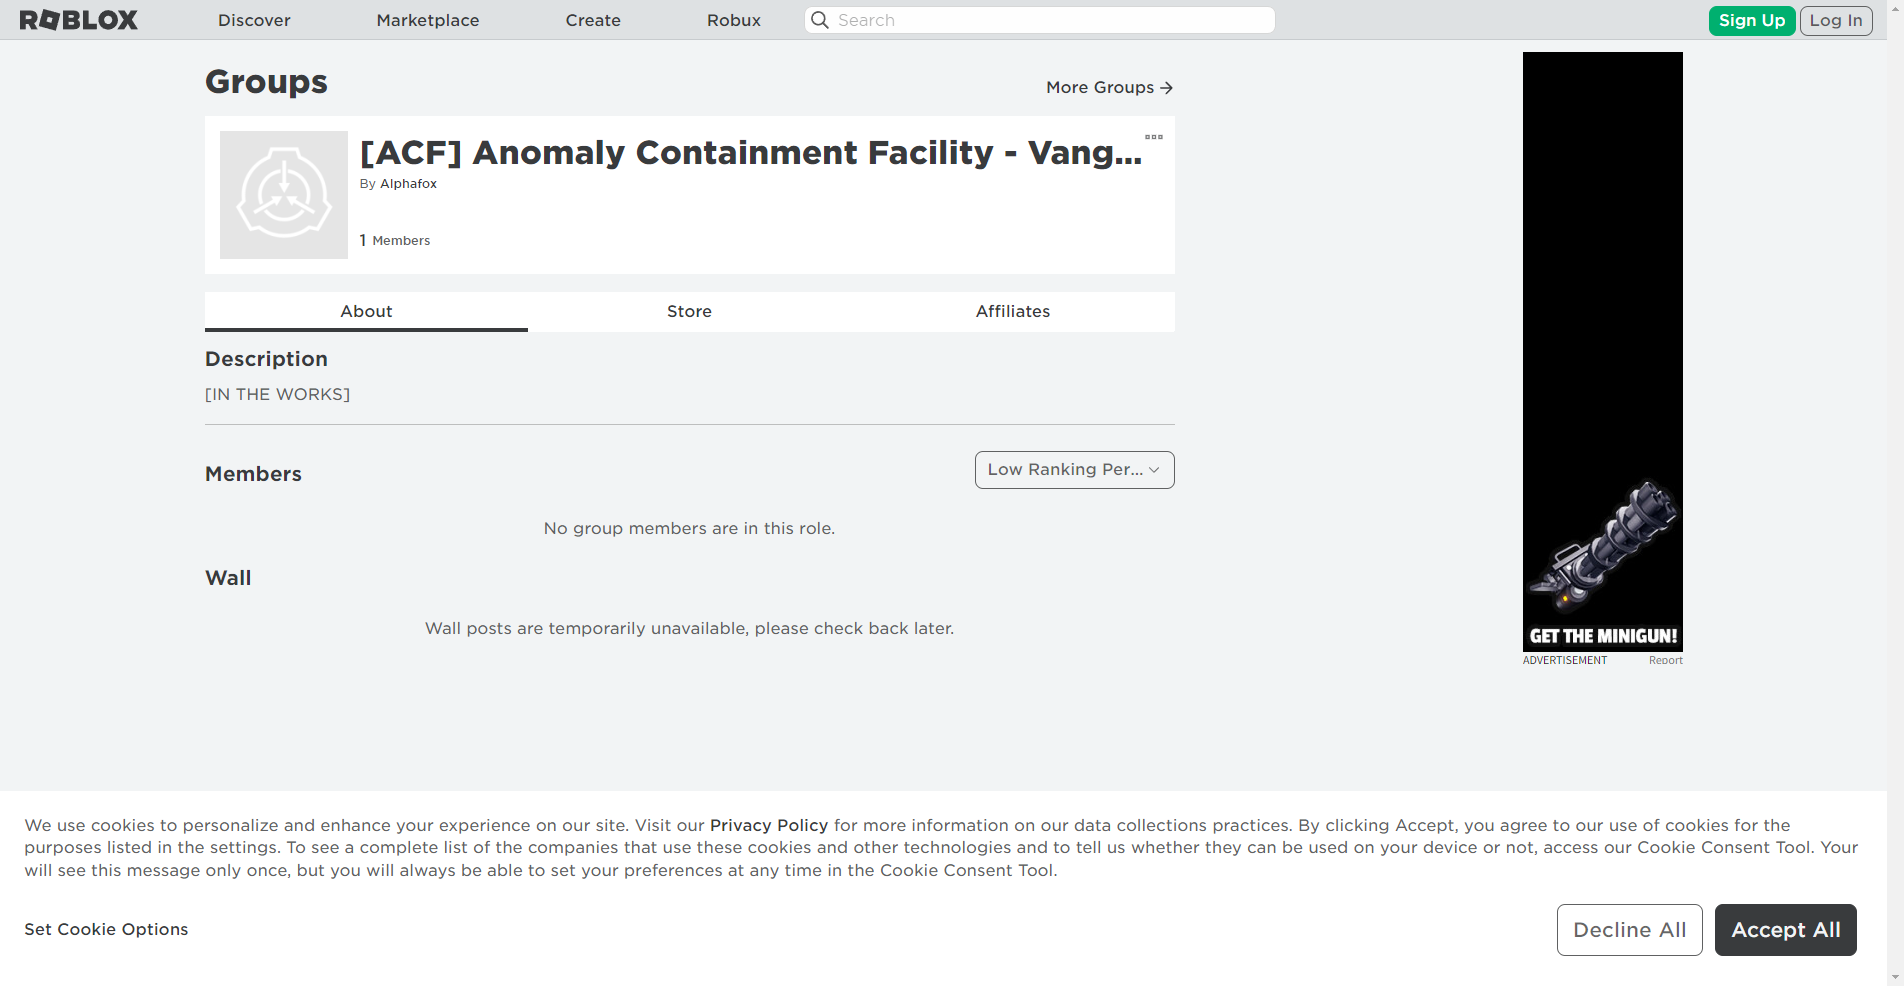 ROBLOX
Discover
Marketplace
Create
Robux
Search
Sign Up
Log In
Groups
More Groups
[ACF] Anomaly Containment Facility - Vang...
By Alphafox
1 Members
About
Store
Affiliates
Description
[IN THE WORKS]
Members
Low Ranking Per...
No group members are in this role.
Wall
Wall posts are temporarily unavailable, please check back later.
GET THE MINIGUN!
ADVERTISEMENT
Report
We use cookies to personalize and enhance your experience on our site. Visit our Privacy Policy for more information on our data collections practices. By clicking Accept, you agree to our use of cookies for the
purposes listed in the settings. To see a complete list of the companies that use these cookies and other technologies and to tell us whether they can be used on your device or not, access our Cookie Consent Tool. Your
will see this message only once, but you will always be able to set your preferences at any time in the Cookie Consent Tool.
Set Cookie Options
Decline All
Accept All